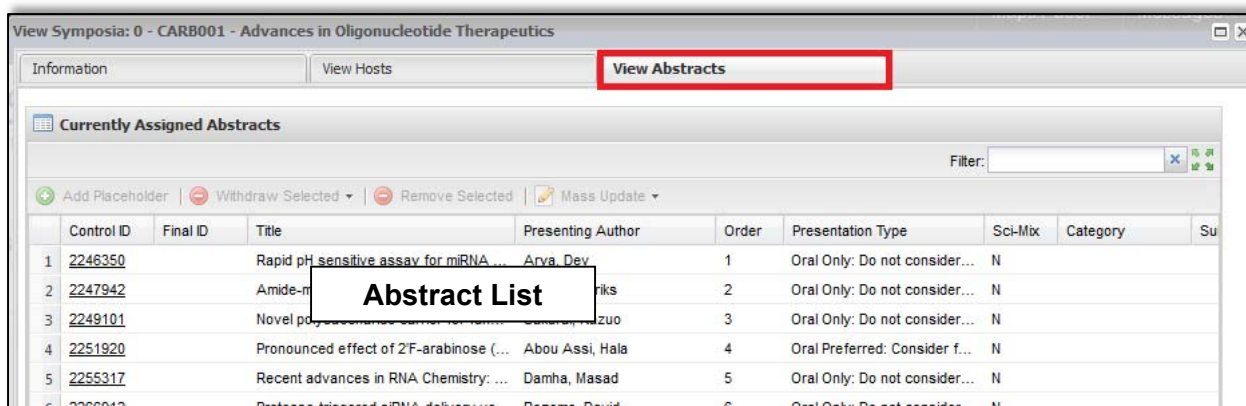 View Symposia: 0 - CARB001 - Advances in Oligonucleotide Therapeutics
Information View Hosts View Abstracts
Currently Assigned Abstracts
Filter:
Add Placeholder | Withdraw Selected | Remove Selected | Mass Update
Control ID Final ID Title Presenting Author Order Presentation Type Sci-Mix Category Su
1 2246350 Rapid pH sensitive assay for miRNA ... Arya, Dev 1 Oral Only: Do not consider... N
2 2247942 Amide-m riks 2 Oral Only: Do not consider... N
Abstract List
3 2249101 Novel 3 Oral Only: Do not consider... N
4 2251920 Pronounced effect of 2'F-arabinose (... Abou Assi, Hala 4 Oral Preferred: Consider f... N
5 2255317 Recent advances in RNA Chemistry: ... Damha, Masad 5 Oral Only: Do not consider... N